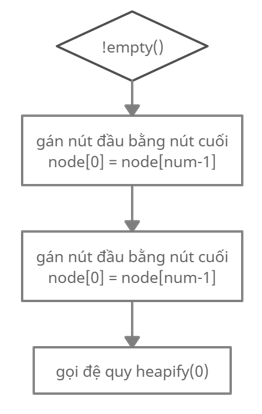 !empty()
gán nút đầu bằng nút cuối
node[0] = node[num-1]
gán nút đầu bằng nút cuối
node[0] = node[num-1]
gọi đệ quy heapify(0)